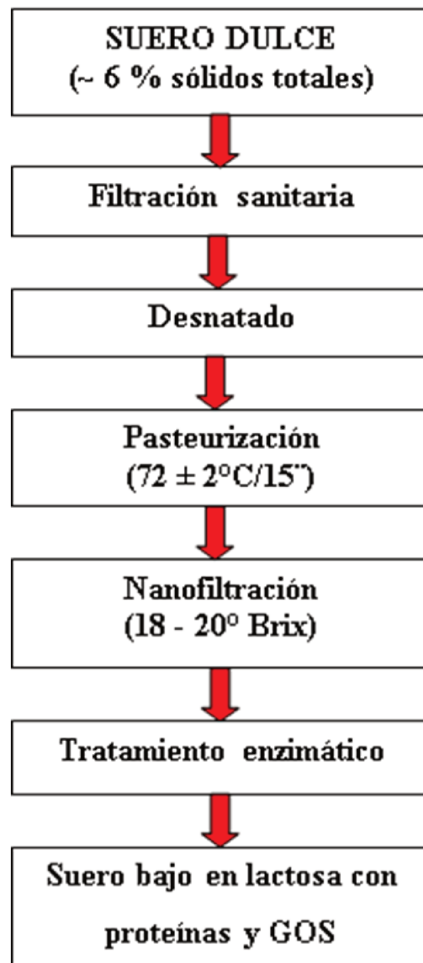 SUERO DULCE
(~ 6 % sólidos totales)
Filtración sanitaria
Desnatado
Pasteurización
(72 ± 2°C/15¨)
Nanofiltración
(18 - 20° Brix)
Tratamiento enzimático
Suero bajo en lactosa con
proteínas y GOS